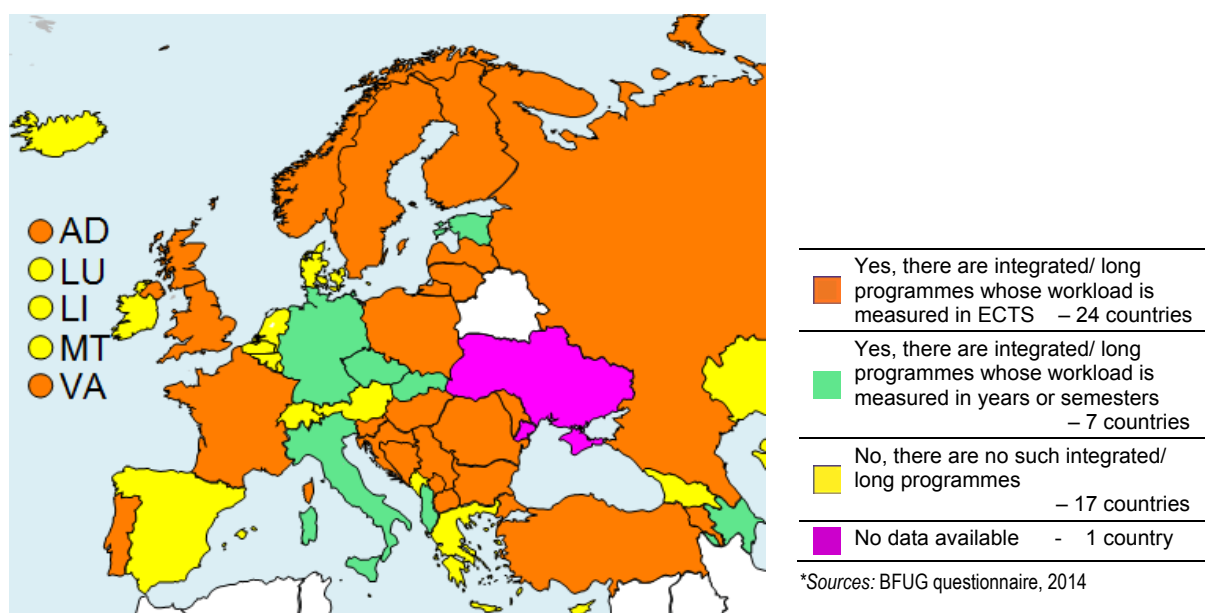 AD
LU
LI
MT
VA
Yes, there are integrated/ long
programmes whose workload is
measured in ECTS – 24 countries
Yes, there are integrated/ long
programmes whose workload is
measured in years or semesters
– 7 countries
No, there are no such integrated/
long programmes
– 17 countries
No data available - 1 country
*Sources: BFUG questionnaire, 2014